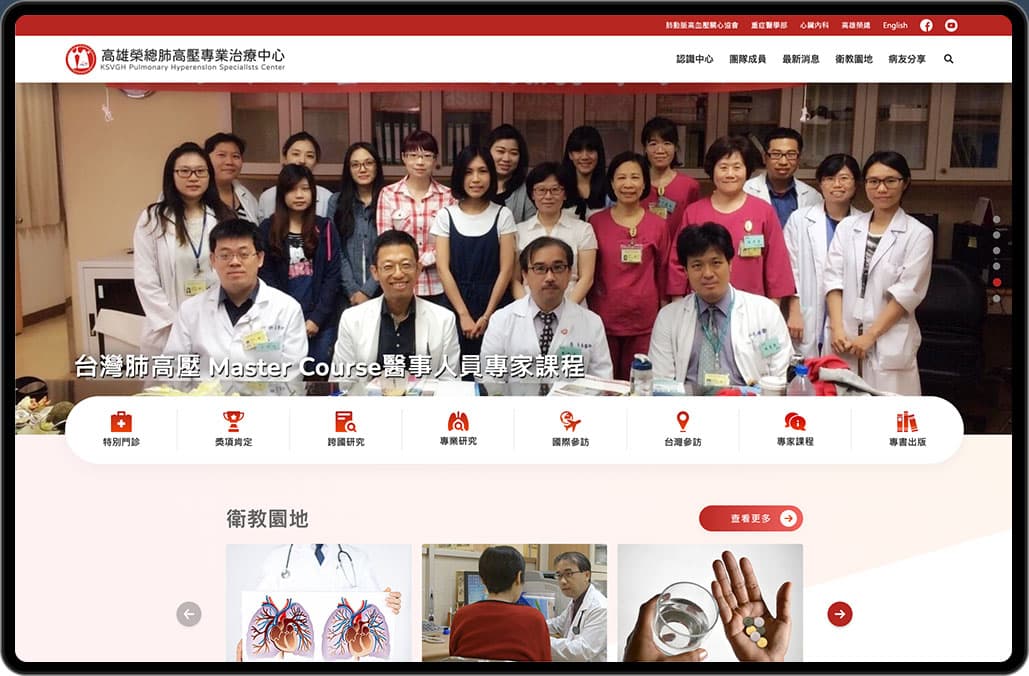 肺動脈高血壓關心協會 重症醫學部 心臟內科 高雄榮總 English
高雄榮總肺高壓專業治療中心
KSVGH Pulmonary Hyperension Specialists Center
認識中心 團隊成員 最新消息 衛教園地 病友分享
台灣肺高壓 Master Course醫事人員專家課程
特別門診 獎項肯定 跨國研究 專業研究 國際參訪 台灣參訪 專家課程 專書出版
衛教園地
查看更多